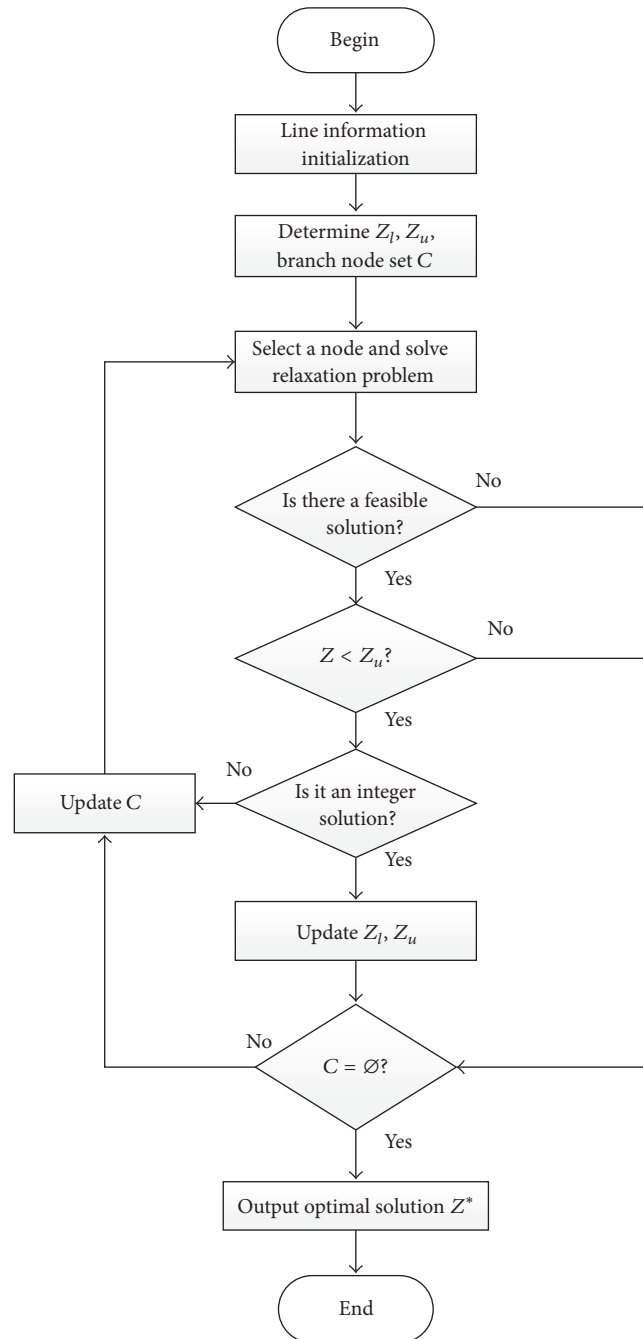 Begin
Line information
initialization
Determine Z_l, Z_u,
branch node set C
Select a node and solve
relaxation problem
Is there a feasible
solution?
No
Yes
Z < Z_u?
No
Yes
Is it an integer
solution?
No
Update C
Yes
Update Z_l, Z_u
C = ∅?
No
Yes
Output optimal solution Z*
End